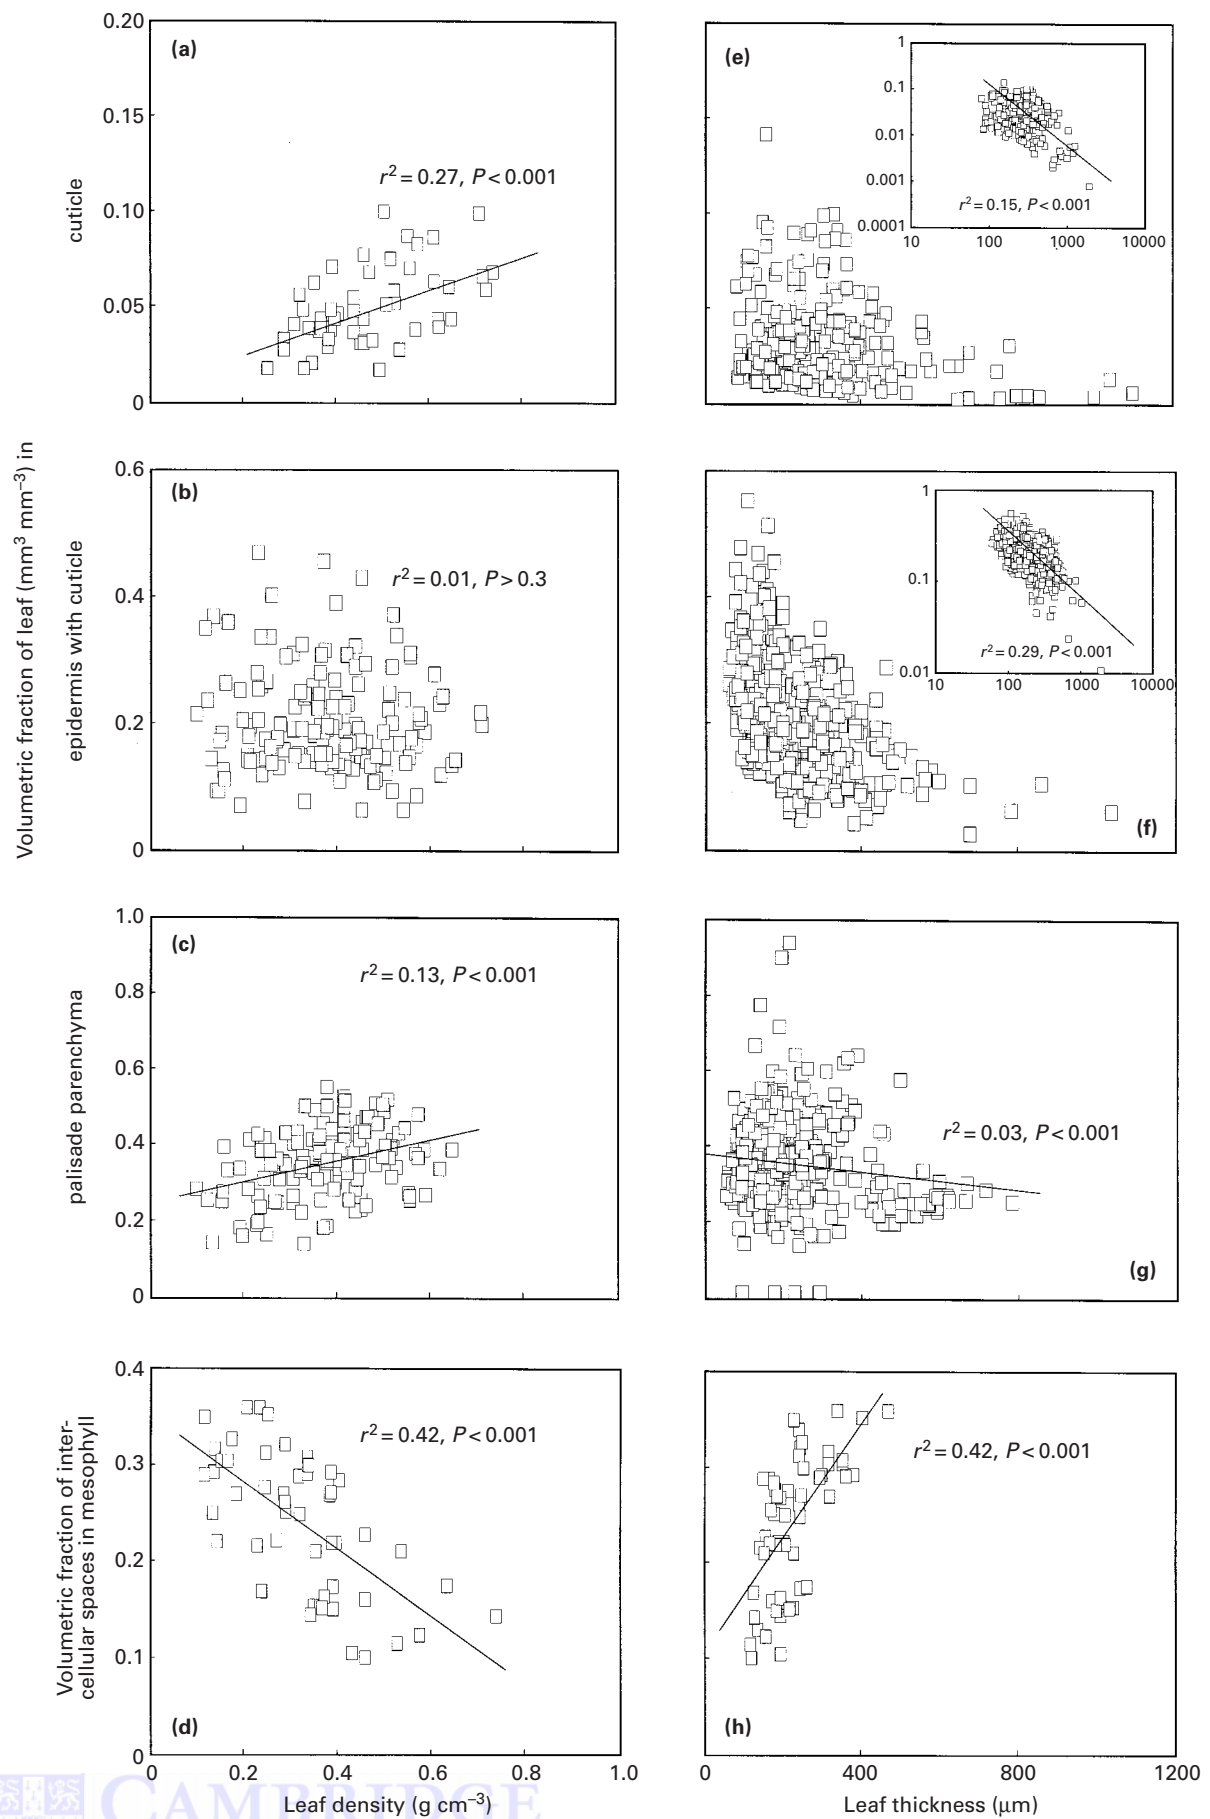 0.20
0.15
0.10
0.05
0
cuticle
(a)
r² = 0.27, P < 0.001
(e)
1
0.1
0.01
0.001
0.0001
10
100
1000
10000
r² = 0.15, P < 0.001
Volumetric fraction of leaf (mm³ mm⁻³) in
epidermis with cuticle
0.6
0.4
0.2
0
(b)
r² = 0.01, P > 0.3
1
0.1
0.01
10
100
1000
10000
r² = 0.29, P < 0.001
(f)
palisade parenchyma
1.0
0.8
0.6
0.4
0.2
0
(c)
r² = 0.13, P < 0.001
r² = 0.03, P < 0.001
(g)
Volumetric fraction of inter-
cellular spaces in mesophyll
0.4
0.3
0.2
0.1
0
(d)
r² = 0.42, P < 0.001
r² = 0.42, P < 0.001
(h)
0
0.2
0.4
0.6
0.8
1.0
Leaf density (g cm⁻³)
0
400
800
1200
Leaf thickness (μm)
CAMBRIDGE